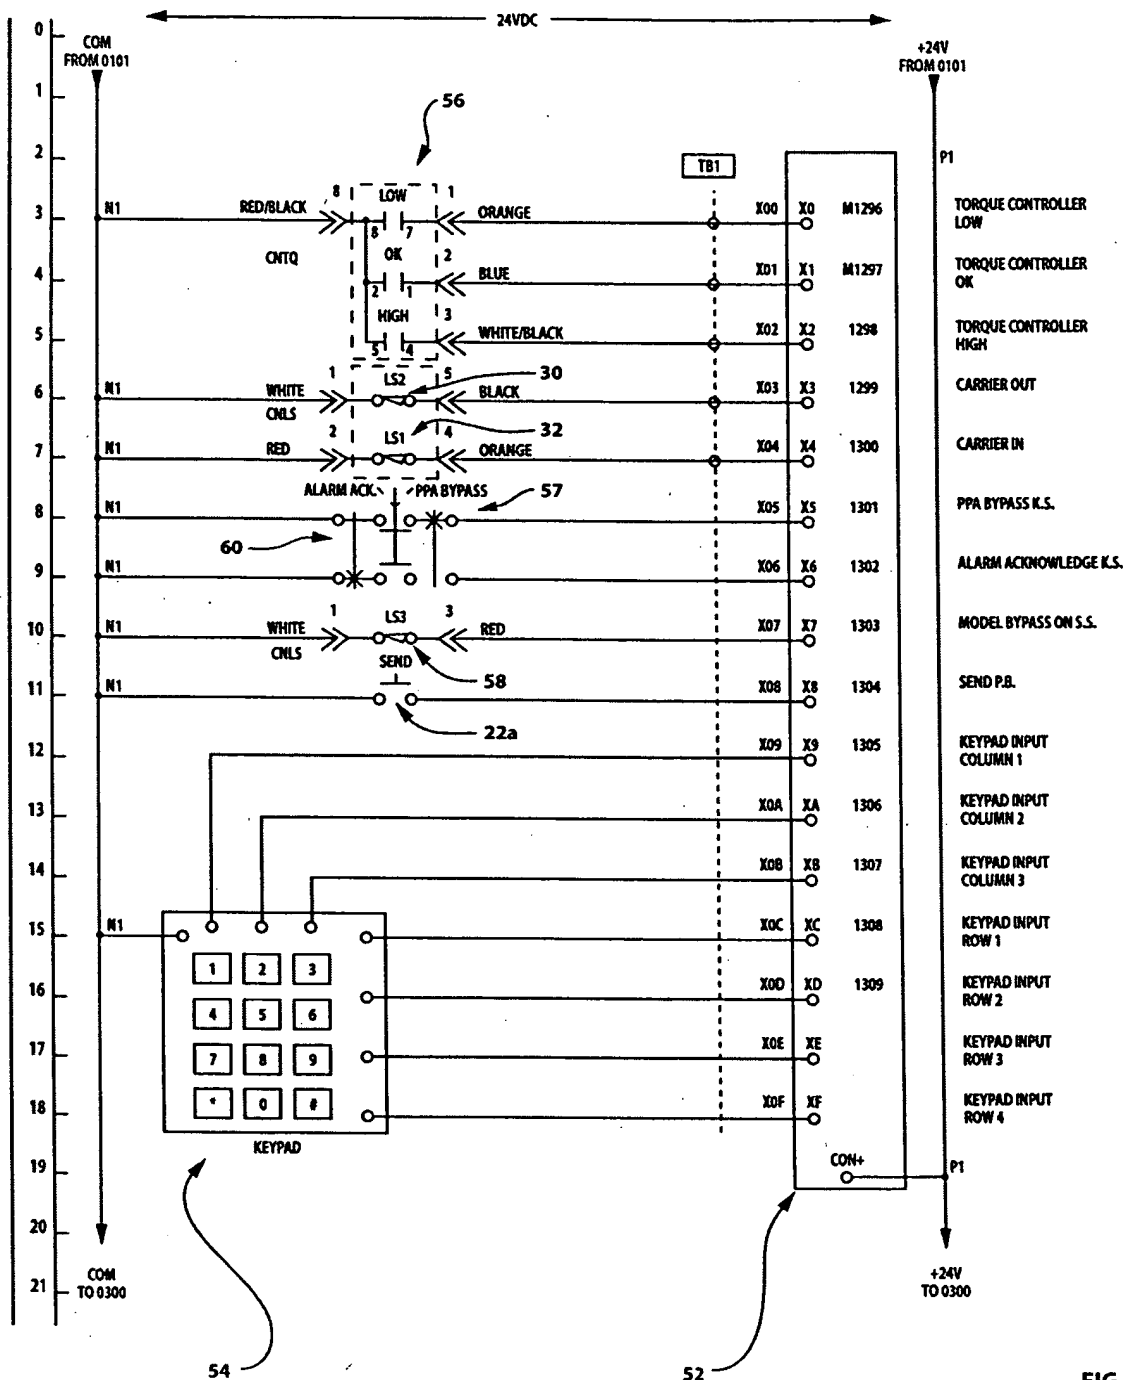 24VDC
0
COM
FROM 0101
+24V
FROM 0101
1
56
2
TB1
P1
8 LOW 1
3 N1 RED/BLACK 8 7 ORANGE X00 X0 M1296 TORQUE CONTROLLER
LOW
CNTQ OK 2
4 2 1 BLUE X01 X1 M1297 TORQUE CONTROLLER
OK
HIGH 3
5 5 4 WHITE/BLACK X02 X2 1298 TORQUE CONTROLLER
HIGH
1 LS2 5 30
6 N1 WHITE BLACK X03 X3 1299 CARRIER OUT
CNLS
2 LS1 4 32
7 N1 RED ORANGE X04 X4 1300 CARRIER IN
ALARM ACK. PPA BYPASS 57
8 N1 X05 X5 1301 PPA BYPASS K.S.
60
9 N1 X06 X6 1302 ALARM ACKNOWLEDGE K.S.
1 LS3 3
10 N1 WHITE RED X07 X7 1303 MODEL BYPASS ON S.S.
CNLS
SEND 58
11 N1 X08 X8 1304 SEND P.B.
22a
12 X09 X9 1305 KEYPAD INPUT
COLUMN 1
13 X0A XA 1306 KEYPAD INPUT
COLUMN 2
14 X0B XB 1307 KEYPAD INPUT
COLUMN 3
15 N1 X0C XC 1308 KEYPAD INPUT
ROW 1
1 2 3
16 X0D XD 1309 KEYPAD INPUT
ROW 2
4 5 6
17 X0E XE KEYPAD INPUT
ROW 3
7 8 9
18 X0F XF KEYPAD INPUT
ROW 4
* 0 #
KEYPAD
19 CON+ P1
20
21
COM
TO 0300
+24V
TO 0300
54
52